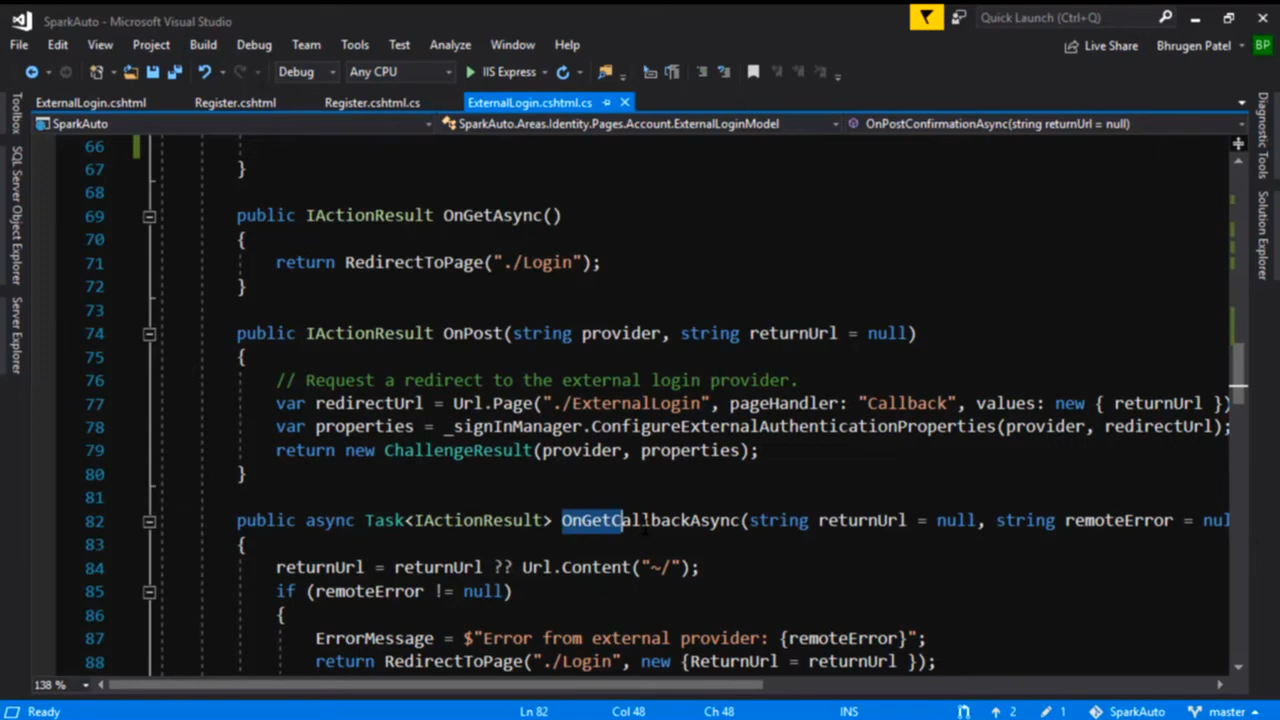 SparkAuto - Microsoft Visual Studio
Quick Launch (Ctrl+Q)
File Edit View Project Build Debug Team Tools Test Analyze Window Help
Live Share Bhrugen Patel BP
Debug Any CPU IIS Express
ExternalLogin.cshtml Register.cshtml Register.cshtml.cs ExternalLogin.cshtml.cs
SparkAuto SparkAuto.Areas.Identity.Pages.Account.ExternalLoginModel OnPostConfirmationAsync(string returnUrl = null)
Toolbox
SQL Server Object Explorer
Server Explorer
Diagnostic Tools
Solution Explorer
66
67 }
68
69 public IActionResult OnGetAsync()
70 {
71 return RedirectToPage("./Login");
72 }
73
74 public IActionResult OnPost(string provider, string returnUrl = null)
75 {
76 // Request a redirect to the external login provider.
77 var redirectUrl = Url.Page("./ExternalLogin", pageHandler: "Callback", values: new { returnUrl })
78 var properties = _signInManager.ConfigureExternalAuthenticationProperties(provider, redirectUrl);
79 return new ChallengeResult(provider, properties);
80 }
81
82 public async Task<IActionResult> OnGetCallbackAsync(string returnUrl = null, string remoteError = nul
83 {
84 returnUrl = returnUrl ?? Url.Content("~/");
85 if (remoteError != null)
86 {
87 ErrorMessage = $"Error from external provider: {remoteError}";
88 return RedirectToPage("./Login", new {ReturnUrl = returnUrl });
138 %
Ready Ln 82 Col 48 Ch 48 INS 2 1 SparkAuto master